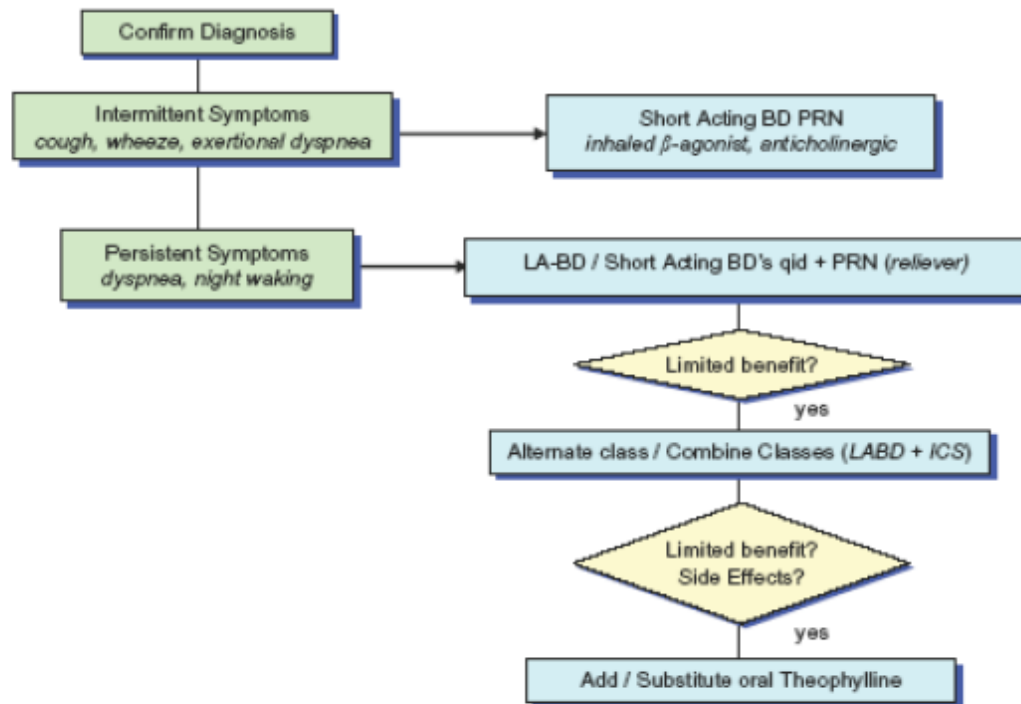 Confirm Diagnosis
Intermittent Symptoms
cough, wheeze, exertional dyspnea
Short Acting BD PRN
inhaled β-agonist, anticholinergic
Persistent Symptoms
dyspnea, night waking
LA-BD / Short Acting BD's qid + PRN (reliever)
Limited benefit?
yes
Alternate class / Combine Classes (LABD + ICS)
Limited benefit?
Side Effects?
yes
Add / Substitute oral Theophylline